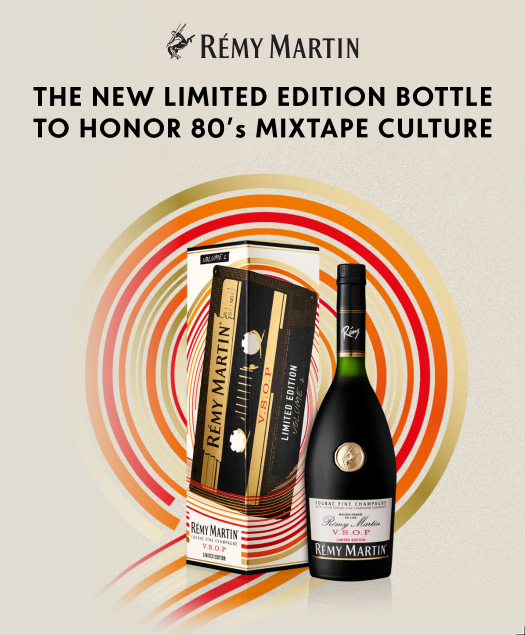 RÉMY MARTIN
THE NEW LIMITED EDITION BOTTLE
TO HONOR 80's MIXTAPE CULTURE
VOLUME 2
RÉMY MARTIN
V.S.O.P
LIMITED EDITION
VOLUME 2
RÉMY MARTIN
COGNAC FINE CHAMPAGNE
V.S.O.P
LIMITED EDITION
Rémy
COGNAC FINE CHAMPAGNE
Rémy Martin
V.S.O.P
LIMITED EDITION
RÉMY MARTIN